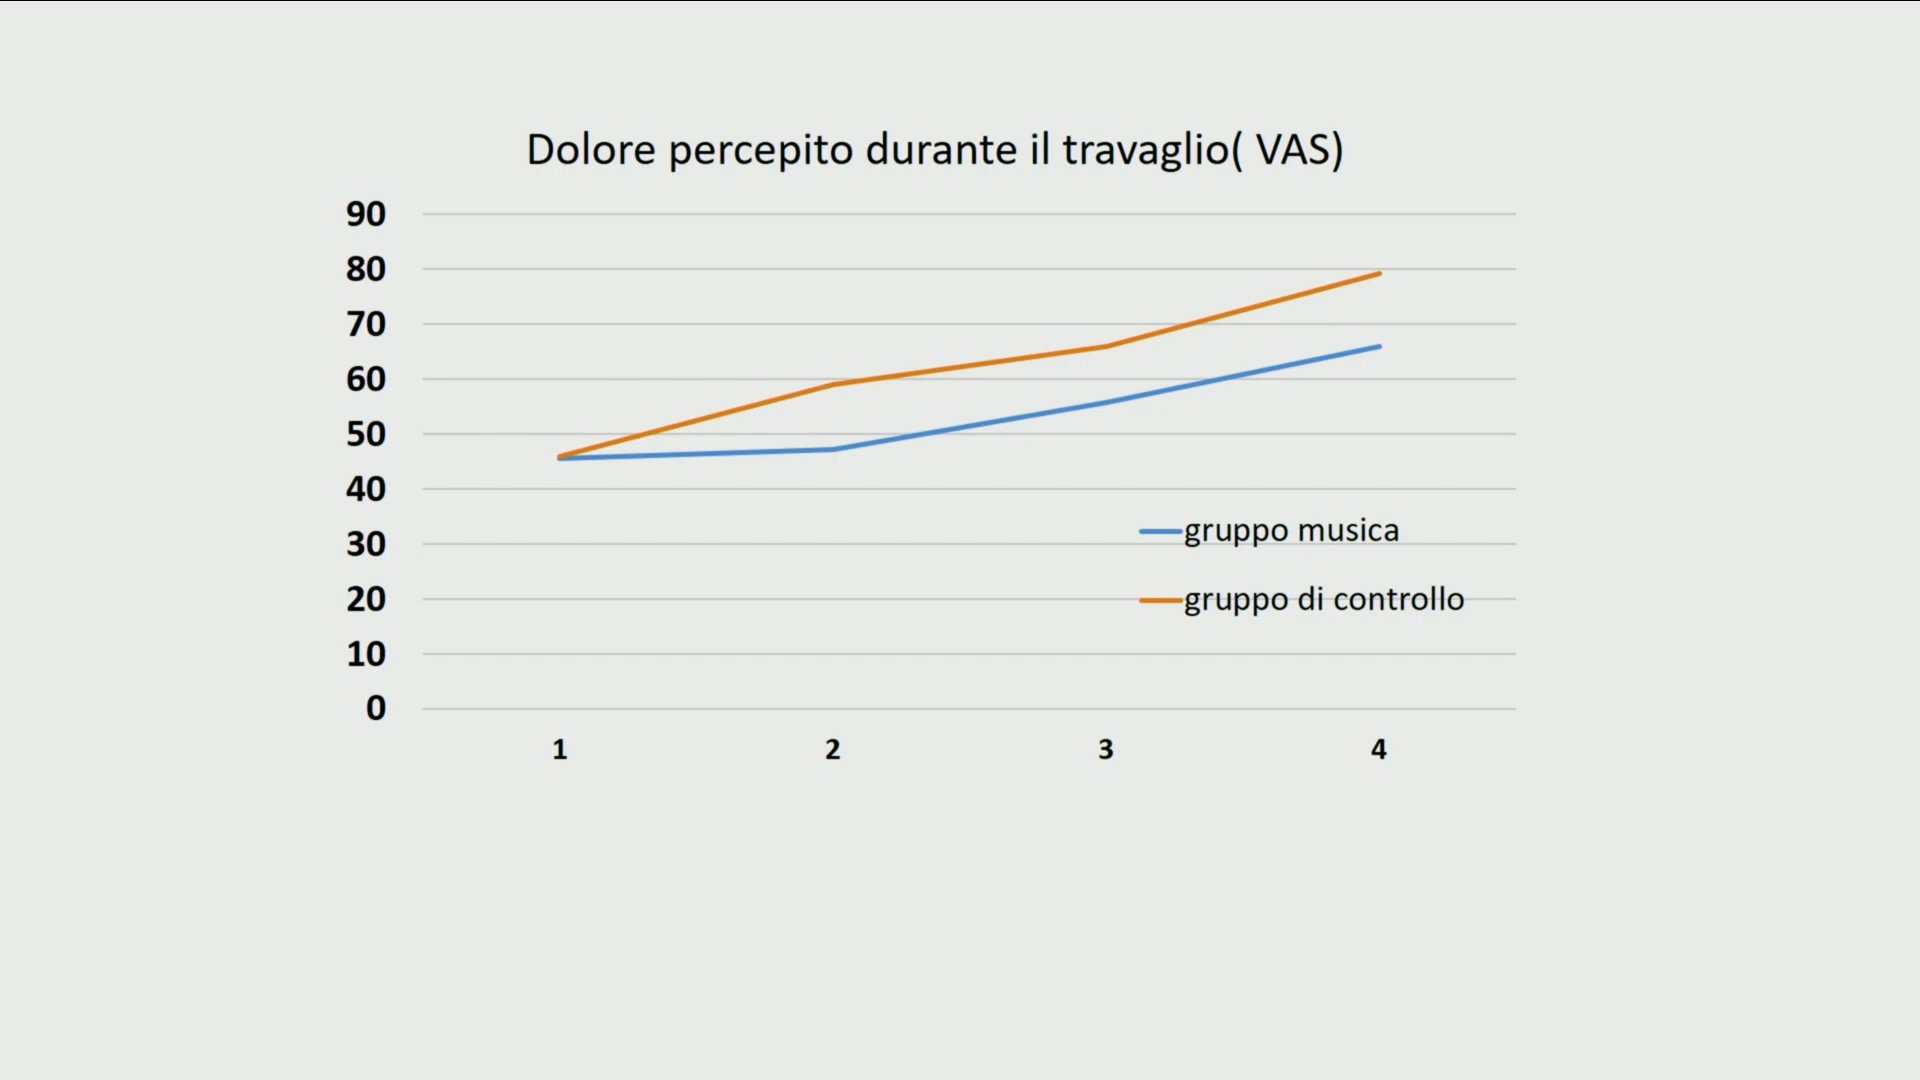 Dolore percepito durante il travaglio( VAS)
90
80
70
60
50
40
30
20
10
0
gruppo musica
gruppo di controllo
1 2 3 4